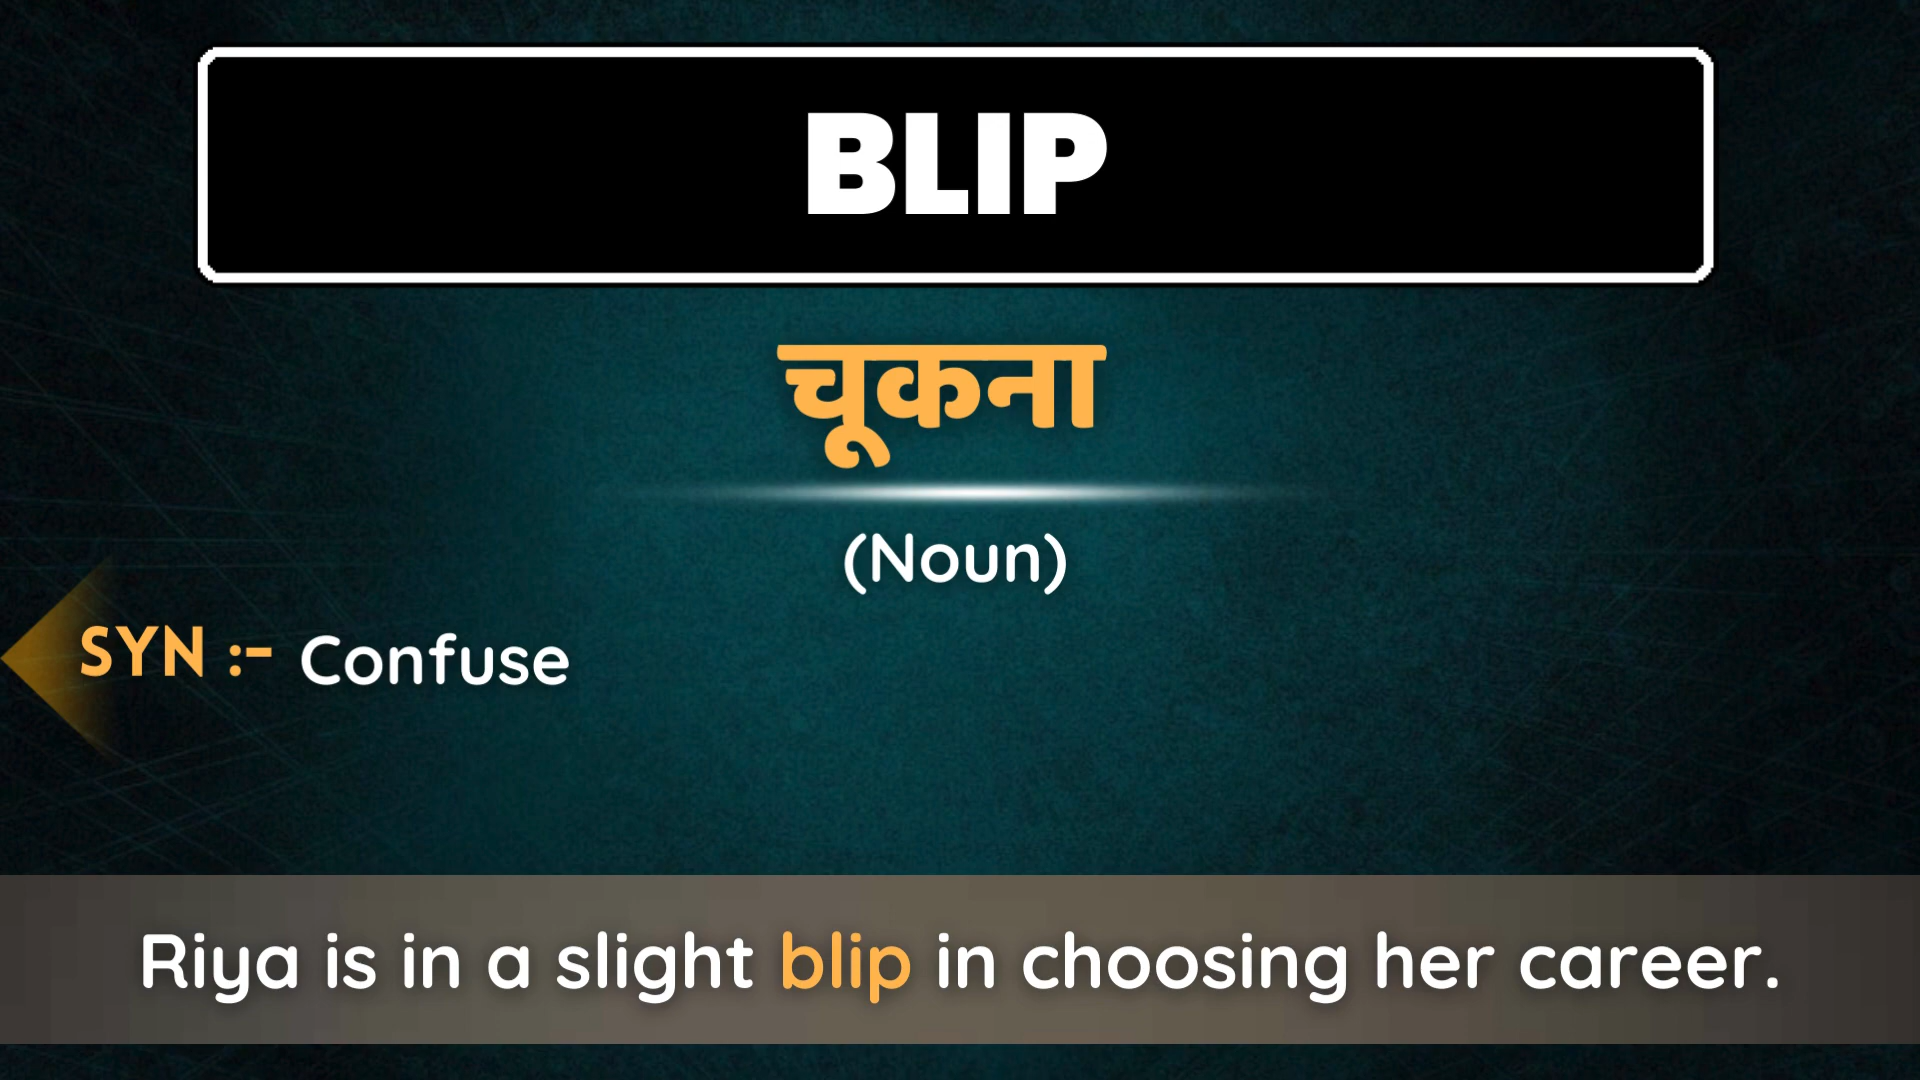 BLIP
चूकना
(Noun)
SYN :- Confuse
Riya is in a slight blip in choosing her career.